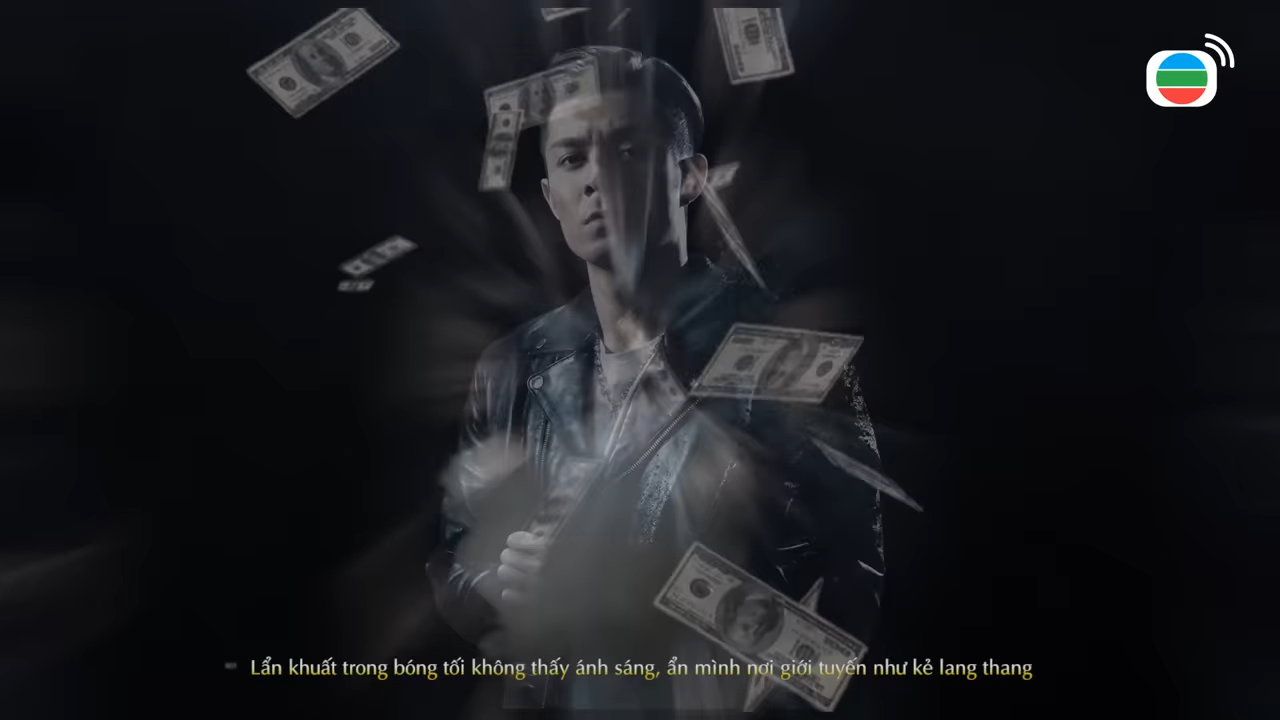 Lẩn khuất trong bóng tối không thấy ánh sáng, ẩn mình nơi giới tuyến như kẻ lang thang